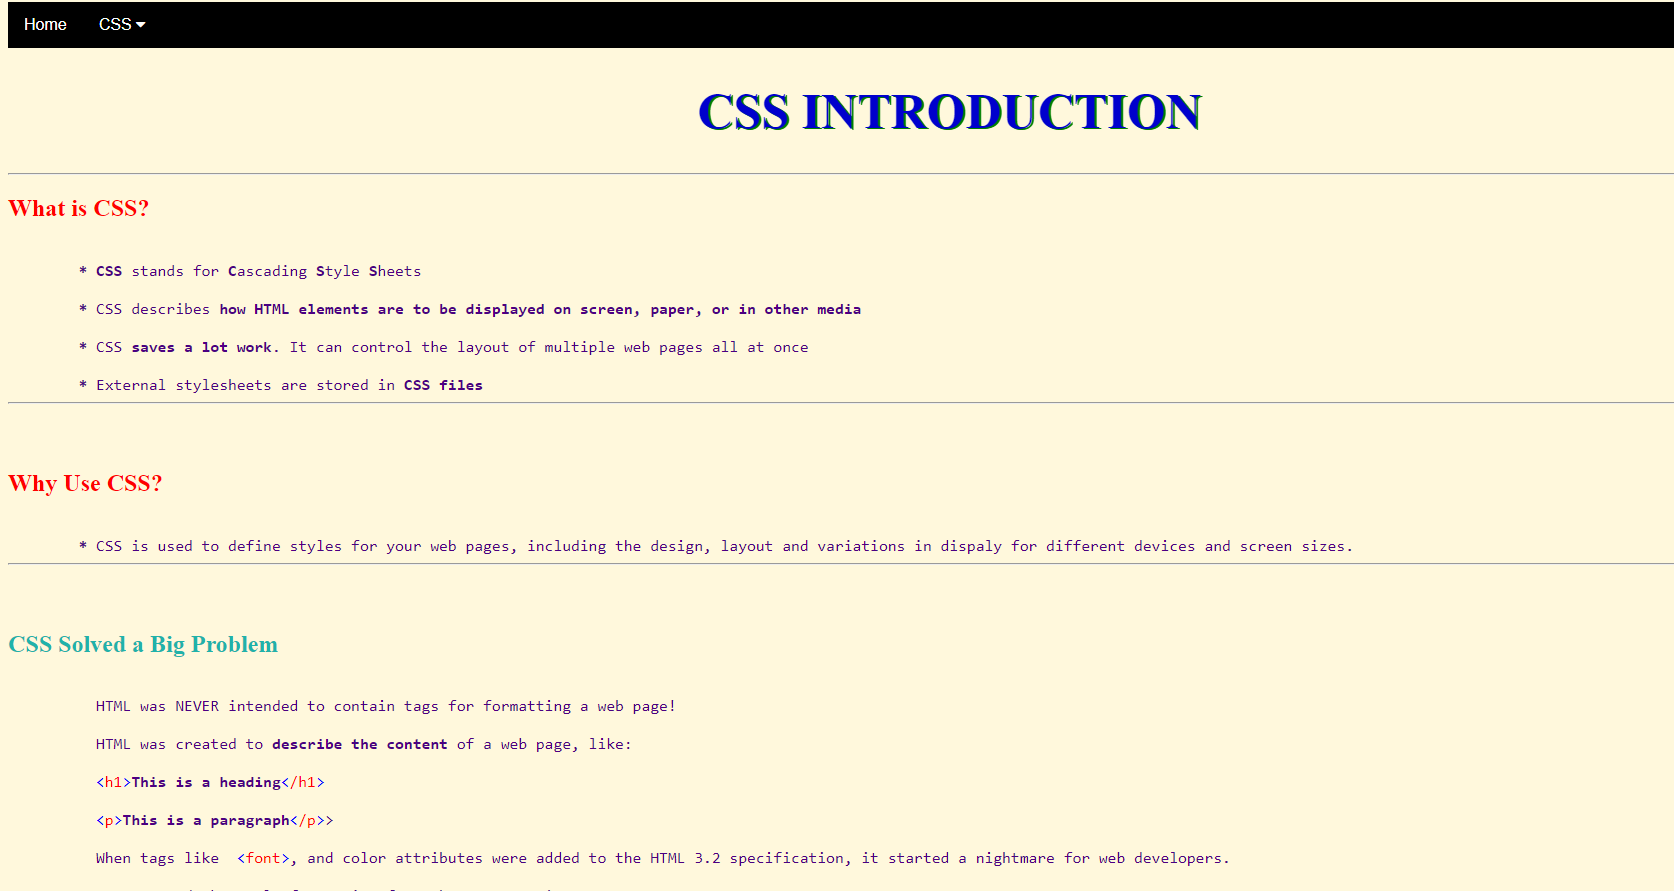 Home CSS
CSS INTRODUCTION
What is CSS?
* CSS stands for Cascading Style Sheets
* CSS describes how HTML elements are to be displayed on screen, paper, or in other media
* CSS saves a lot work. It can control the layout of multiple web pages all at once
* External stylesheets are stored in CSS files
Why Use CSS?
* CSS is used to define styles for your web pages, including the design, layout and variations in dispaly for different devices and screen sizes.
CSS Solved a Big Problem
HTML was NEVER intended to contain tags for formatting a web page!
HTML was created to describe the content of a web page, like:
<h1>This is a heading</h1>
<p>This is a paragraph</p>>
When tags like <font>, and color attributes were added to the HTML 3.2 specification, it started a nightmare for web developers.